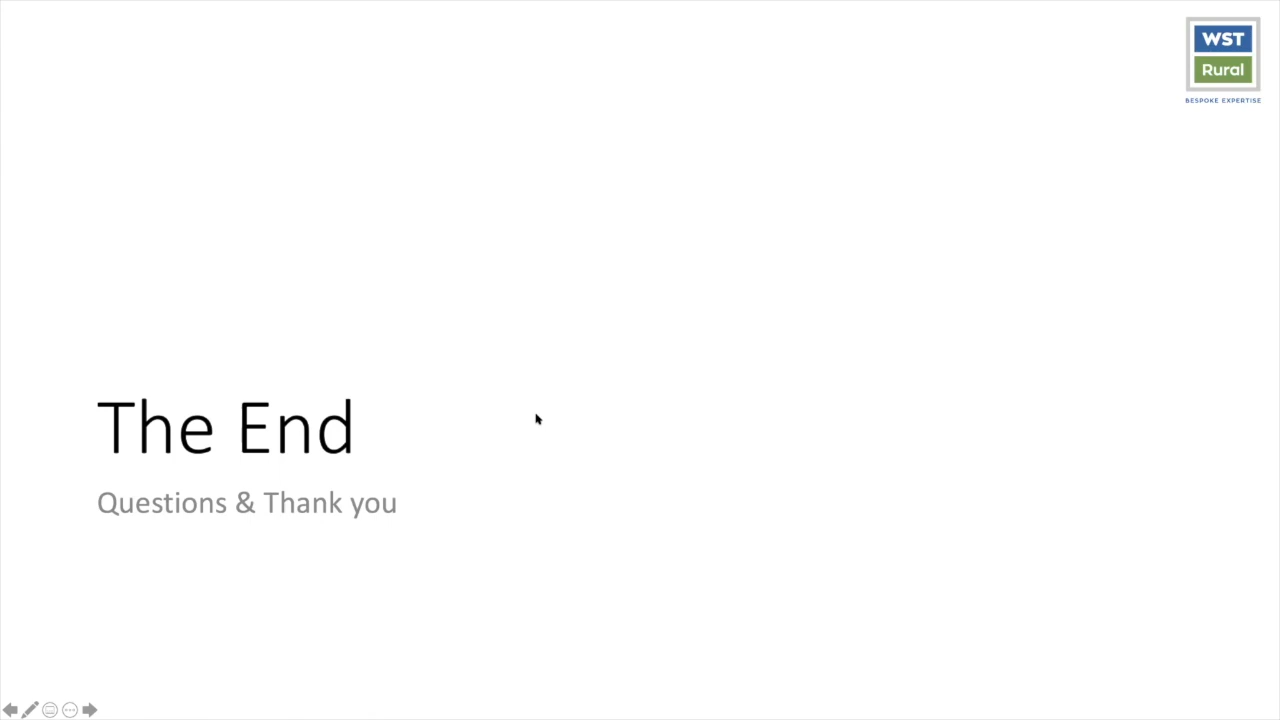 WST
Rural
BESPOKE EXPERTISE
The End
Questions & Thank you